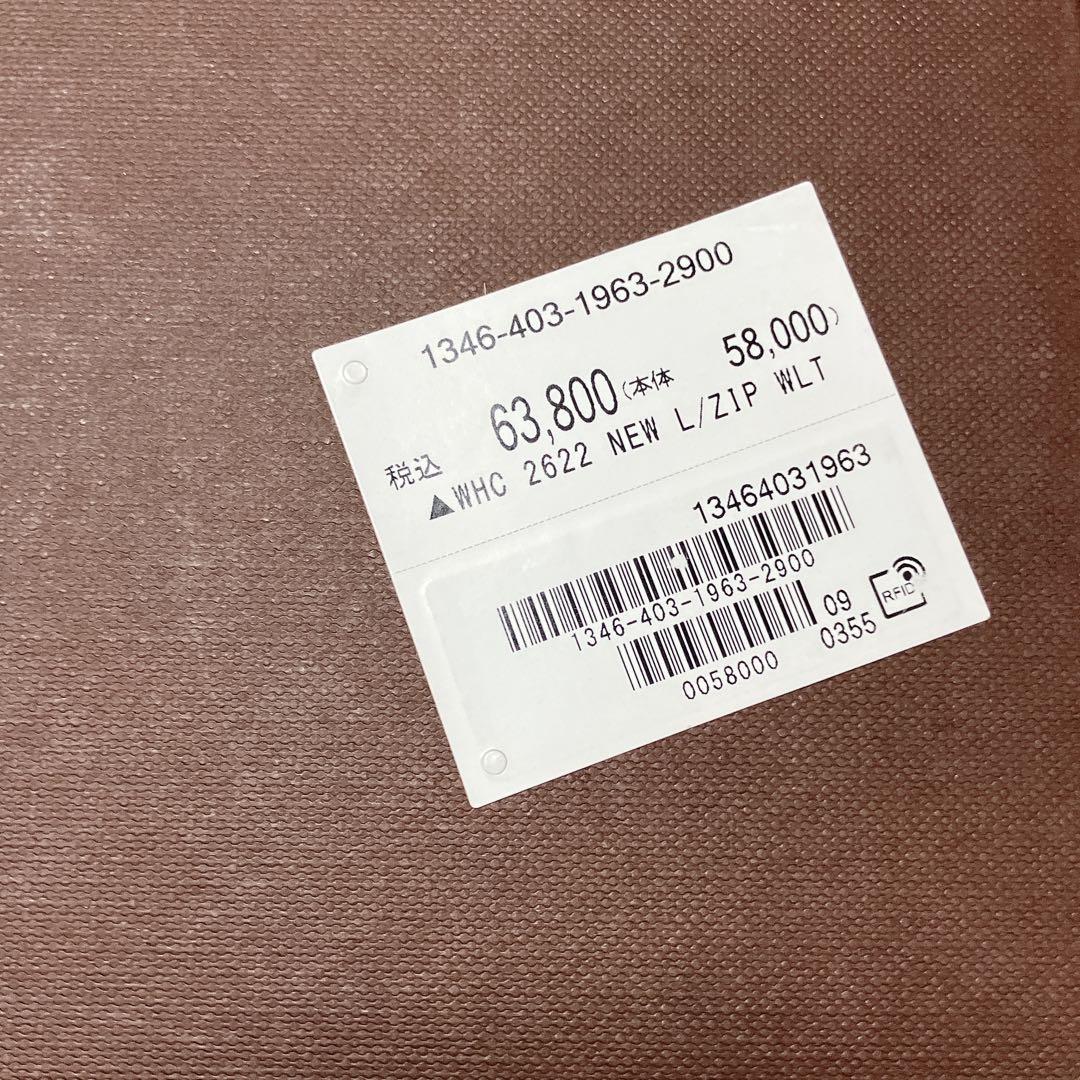 1346-403-1963-2900
税込 63,800(本体 58,000)
▲WHC 2622 NEW L/ZIP WLT
13464031963
1346-403-1963-2900
09
0058000 0355
RFID